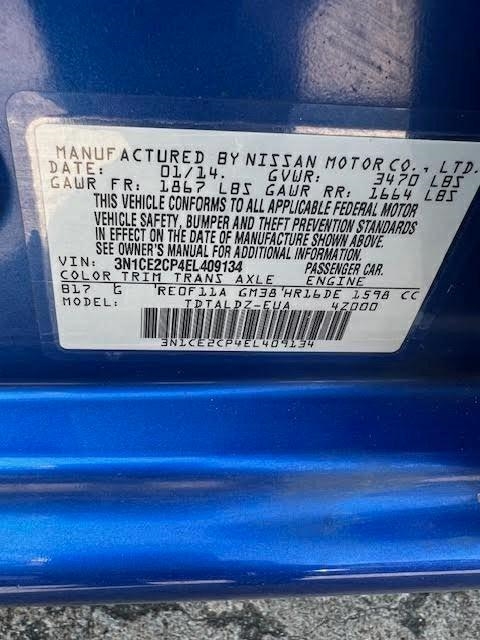 MANUFACTURED BY NISSAN MOTOR CO., LTD.
DATE: 01/14. GVWR: 3470 LBS
GAWR FR: 1867 LBS GAWR RR: 1664 LBS
THIS VEHICLE CONFORMS TO ALL APPLICABLE FEDERAL MOTOR
VEHICLE SAFETY, BUMPER AND THEFT PREVENTION STANDARDS
IN EFFECT ON THE DATE OF MANUFACTURE SHOWN ABOVE.
SEE OWNER'S MANUAL FOR ADDITIONAL INFORMATION.
VIN: 3N1CE2CP4EL409134 PASSENGER CAR.
COLOR TRIM TRANS AXLE ENGINE
B17 G 'RE0F11A GM38'HR16DE 1598 CC
MODEL: TDTALDZ-EUA 4Z000
3N1CE2CP4EL409134